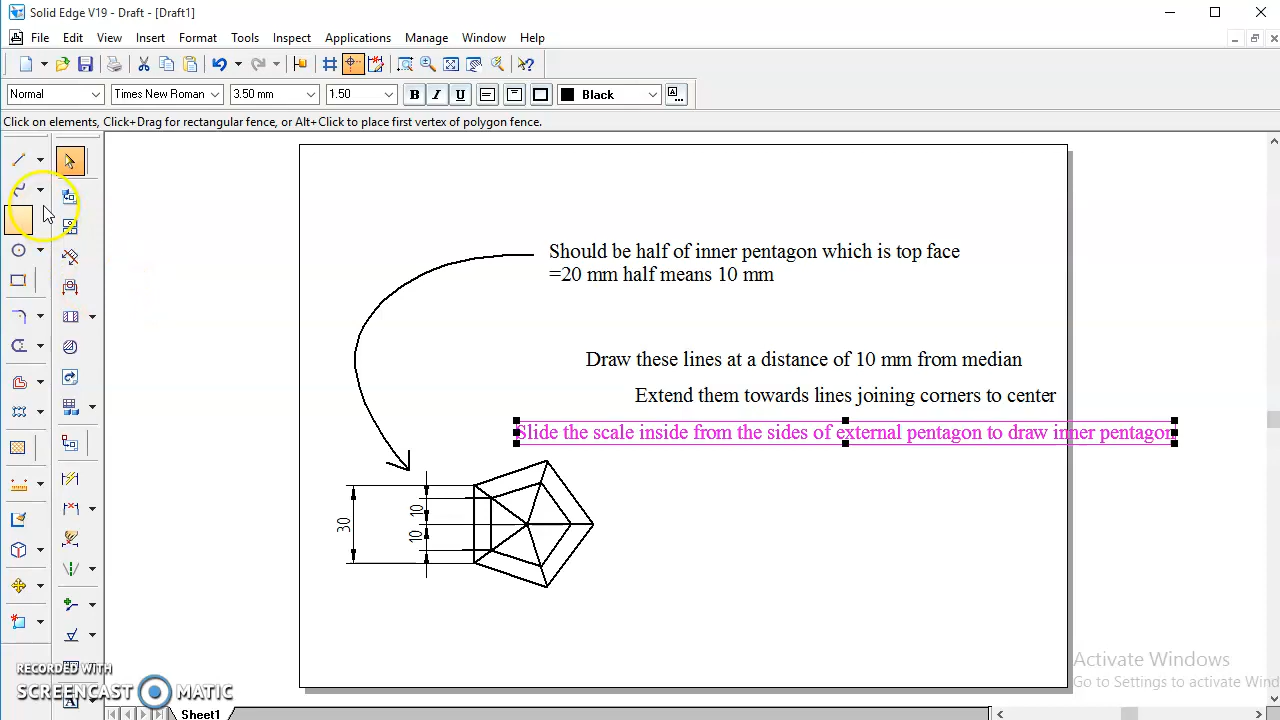 Solid Edge V19 - Draft - [Draft1]
File Edit View Insert Format Tools Inspect Applications Manage Window Help
Normal Times New Roman 3.50 mm 1.50 B I U Black A
Click on elements, Click+Drag for rectangular fence, or Alt+Click to place first vertex of polygon fence.
Should be half of inner pentagon which is top face
=20 mm half means 10 mm
Draw these lines at a distance of 10 mm from median
Extend them towards lines joining corners to center
Slide the scale inside from the sides of external pentagon to draw inner pentagon
30
10
10
Activate Windows
Go to Settings to activate Wind
RECORDED WITH
SCREENCAST MATIC
A
Sheet1